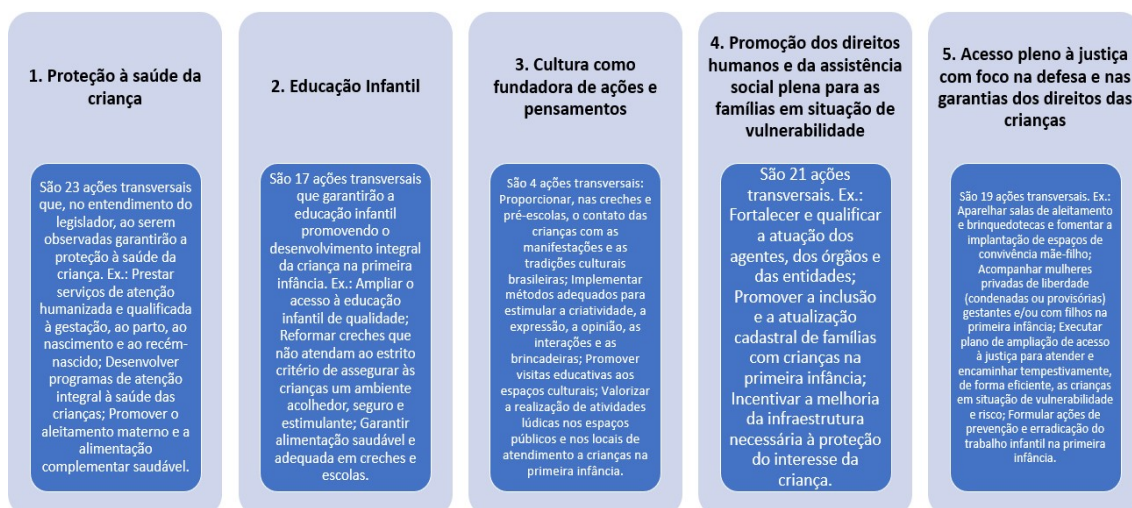 1. Proteção à saúde da
criança
São 23 ações transversais
que, no entendimento do
legislador, ao serem
observadas garantirão a
proteção à saúde da
criança. Ex.: Prestar
serviços de atenção
humanizada e qualificada
à gestação, ao parto, ao
nascimento e ao recém-
nascido; Desenvolver
programas de atenção
integral à saúde das
crianças; Promover o
aleitamento materno e a
alimentação
complementar saudável.
2. Educação Infantil
São 17 ações transversais
que garantirão a
educação infantil
promovendo o
desenvolvimento integral
da criança na primeira
infância. Ex.: Ampliar o
acesso à educação
infantil de qualidade;
Reformar creches que
não atendam ao estrito
critério de assegurar às
crianças um ambiente
acolhedor, seguro e
estimulante; Garantir
alimentação saudável e
adequada em creches e
escolas.
3. Cultura como
fundadora de ações e
pensamentos
São 4 ações transversais:
Proporcionar, nas creches e
pré-escolas, o contato das
crianças com as
manifestações e as
tradições culturais
brasileiras; Implementar
métodos adequados para
estimular a criatividade, a
expressão, a opinião, as
interações e as
brincadeiras; Promover
visitas educativas aos
espaços culturais; Valorizar
a realização de atividades
lúdicas nos espaços
públicos e nos locais de
atendimento a crianças na
primeira infância.
4. Promoção dos direitos
humanos e da assistência
social plena para as
famílias em situação de
vulnerabilidade
São 21 ações
transversais. Ex.:
Fortalecer e qualificar
a atuação dos
agentes, dos órgãos e
das entidades;
Promover a inclusão
e a atualização
cadastral de famílias
com crianças na
primeira infância;
Incentivar a melhoria
da infraestrutura
necessária à proteção
do interesse da
criança.
5. Acesso pleno à justiça
com foco na defesa e nas
garantias dos direitos das
crianças
São 19 ações transversais. Ex.:
Aparelhar salas de aleitamento
e brinquedotecas e fomentar a
implantação de espaços de
convivência mãe-filho;
Acompanhar mulheres
privadas de liberdade
(condenadas ou provisórias)
gestantes e/ou com filhos na
primeira infância; Executar
plano de ampliação de acesso
à justiça para atender e
encaminhar tempestivamente,
de forma eficiente, as crianças
em situação de vulnerabilidade
e risco; Formular ações de
prevenção e erradicação do
trabalho infantil na primeira
infância.